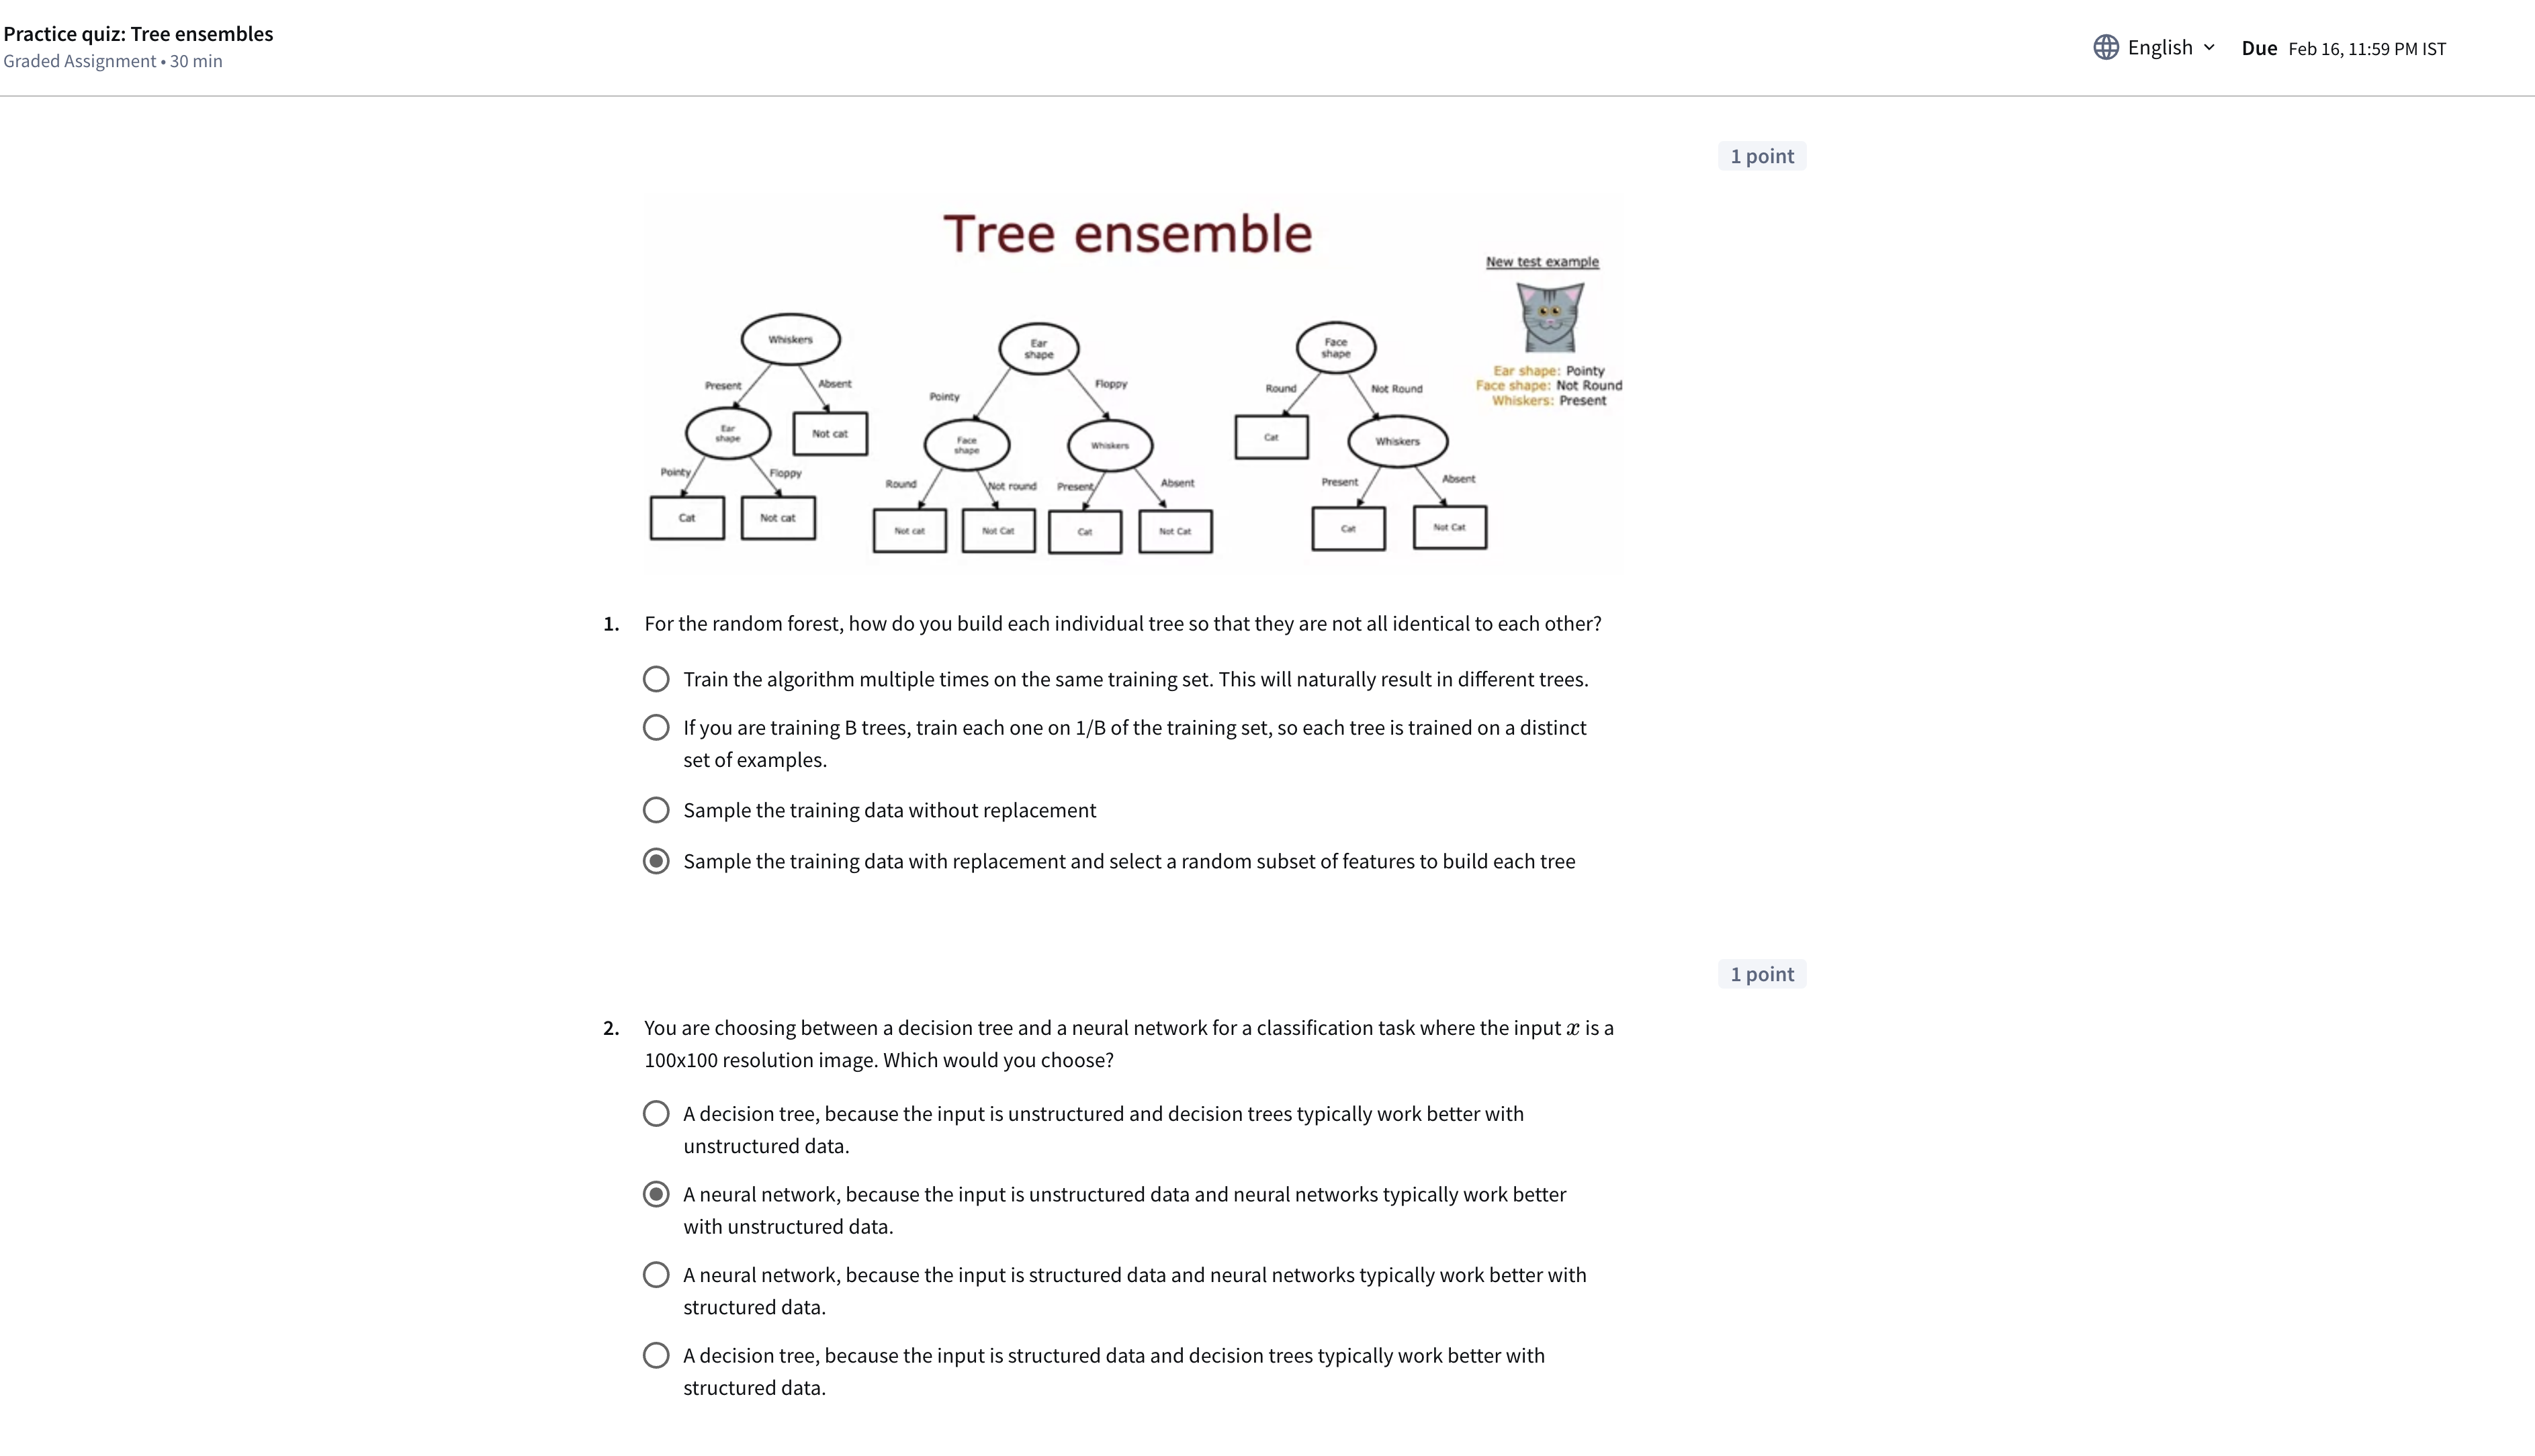 Practice quiz: Tree ensembles
Graded Assignment • 30 min
English
Due Feb 16, 11:59 PM IST
1 point
Tree ensemble
New test example
Ear shape: Pointy
Face shape: Not Round
Whiskers: Present
Whiskers
Present
Absent
Ear
shape
Not cat
Pointy
Floppy
Cat
Not cat
Ear
shape
Pointy
Floppy
Face
shape
Whiskers
Round
Not round
Present
Absent
Not cat
Not Cat
Cat
Not Cat
Face
shape
Round
Not Round
Cat
Whiskers
Present
Absent
Cat
Not Cat
1. For the random forest, how do you build each individual tree so that they are not all identical to each other?
Train the algorithm multiple times on the same training set. This will naturally result in different trees.
If you are training B trees, train each one on 1/B of the training set, so each tree is trained on a distinct
set of examples.
Sample the training data without replacement
Sample the training data with replacement and select a random subset of features to build each tree
1 point
2. You are choosing between a decision tree and a neural network for a classification task where the input x is a
100x100 resolution image. Which would you choose?
A decision tree, because the input is unstructured and decision trees typically work better with
unstructured data.
A neural network, because the input is unstructured data and neural networks typically work better
with unstructured data.
A neural network, because the input is structured data and neural networks typically work better with
structured data.
A decision tree, because the input is structured data and decision trees typically work better with
structured data.